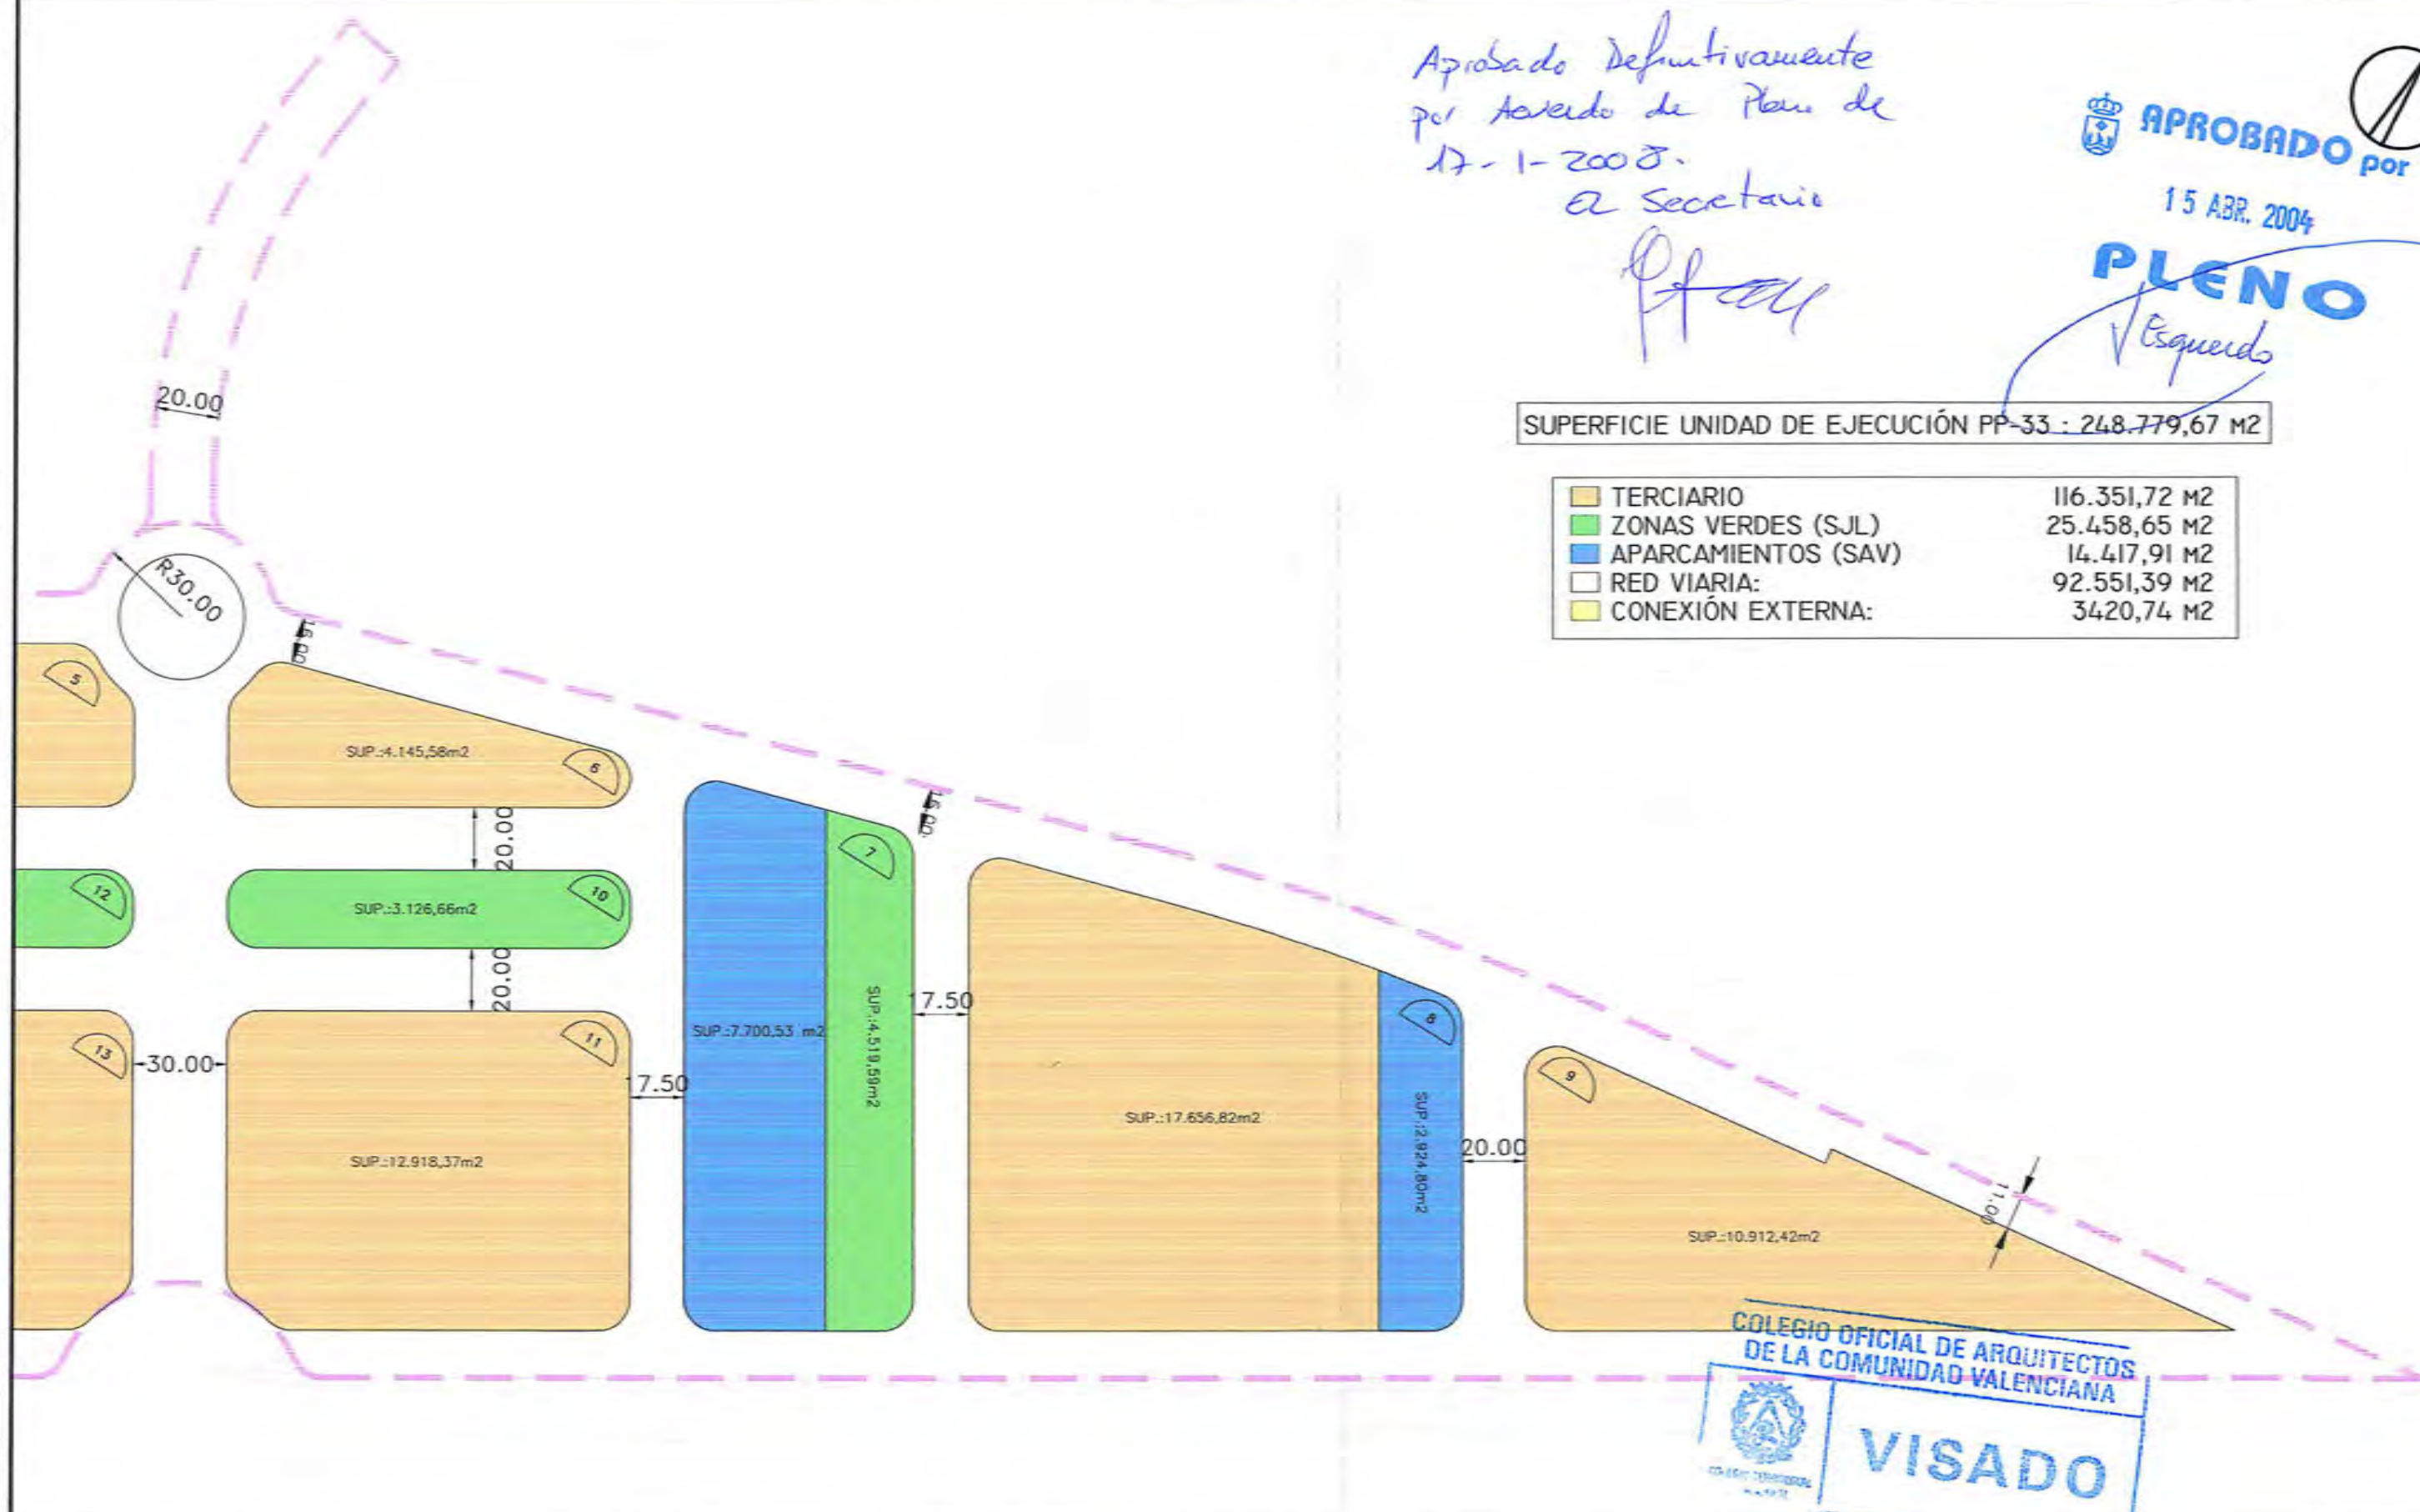 Aprobado Definitivamente
por Acuerdo de Pleno de
17-1-2008.
El Secretario
APROBADO por
15 ABR. 2004
PLENO
Esquerdo
SUPERFICIE UNIDAD DE EJECUCIÓN PP-33 : 248.779,67 M2
TERCIARIO 116.351,72 M2
ZONAS VERDES (SJL) 25.458,65 M2
APARCAMIENTOS (SAV) 14.417,91 M2
RED VIARIA: 92.551,39 M2
CONEXIÓN EXTERNA: 3420,74 M2
20.00
R30.00
16.00
5
SUP.:4.145,58m2
6
20.00
16.00
7
12
SUP.:3.126,66m2
10
20.00
SUP.:7.700,53 m2
SUP.:4.519,59m2
17.50
8
13
30.00
11
17.50
9
SUP.:12.918,37m2
SUP.:17.656,82m2
SUP.:2.924,80m2
20.00
11.00
SUP.:10.912,42m2
COLEGIO OFICIAL DE ARQUITECTOS
DE LA COMUNIDAD VALENCIANA
VISADO